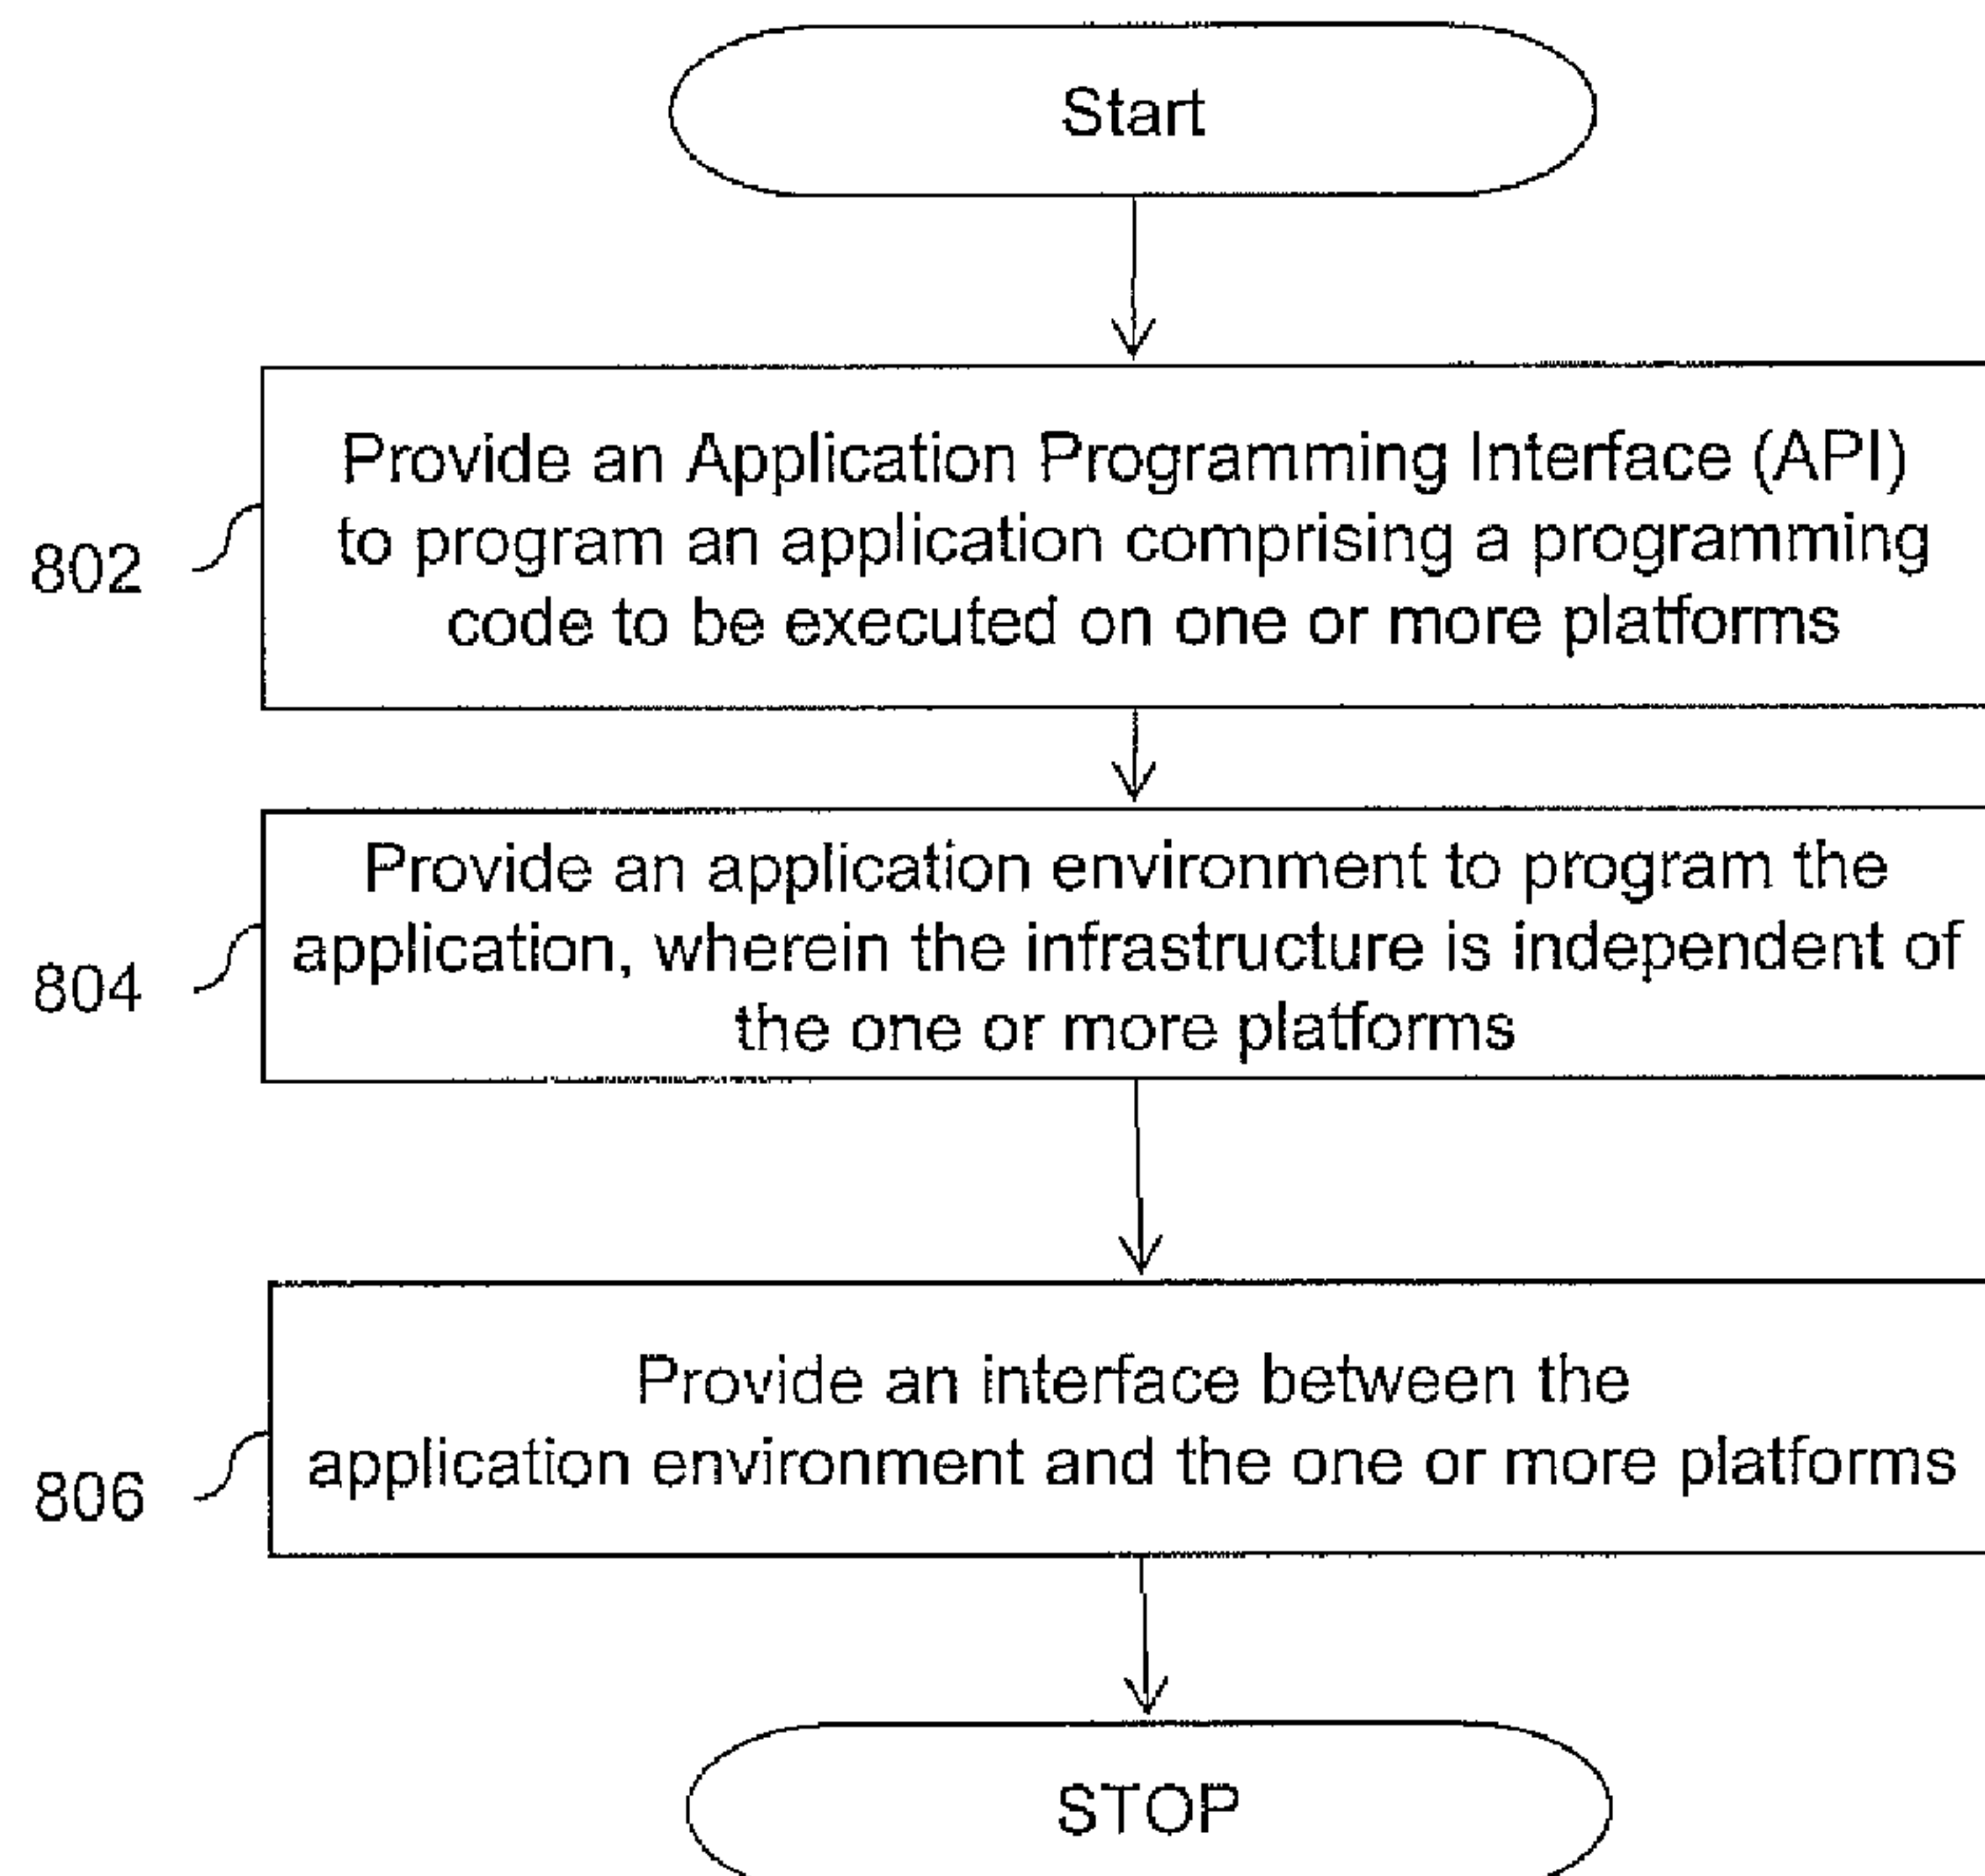 Start
Provide an Application Programming Interface (API)
to program an application comprising a programming
code to be executed on one or more platforms
802
Provide an application environment to program the
application, wherein the infrastructure is independent of
the one or more platforms
804
Provide an interface between the
application environment and the one or more platforms
806
STOP